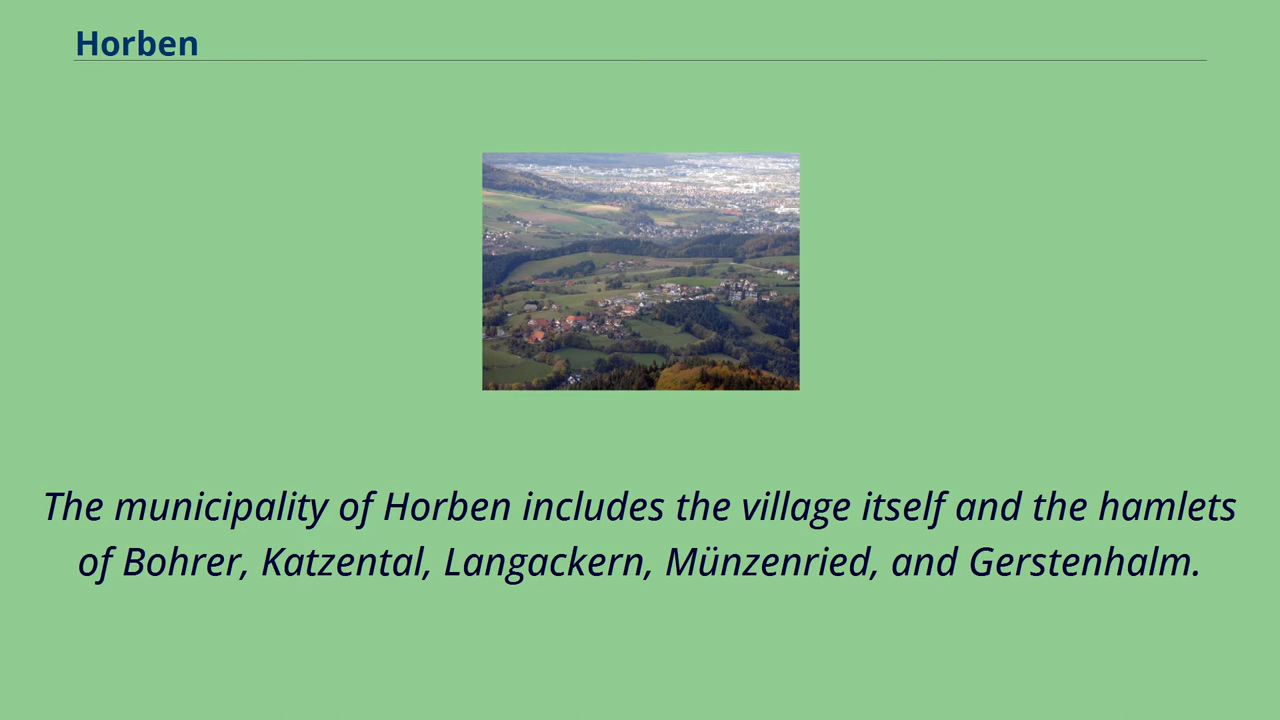 Horben
The municipality of Horben includes the village itself and the hamlets
of Bohrer, Katzental, Langackern, Münzenried, and Gerstenhalm.